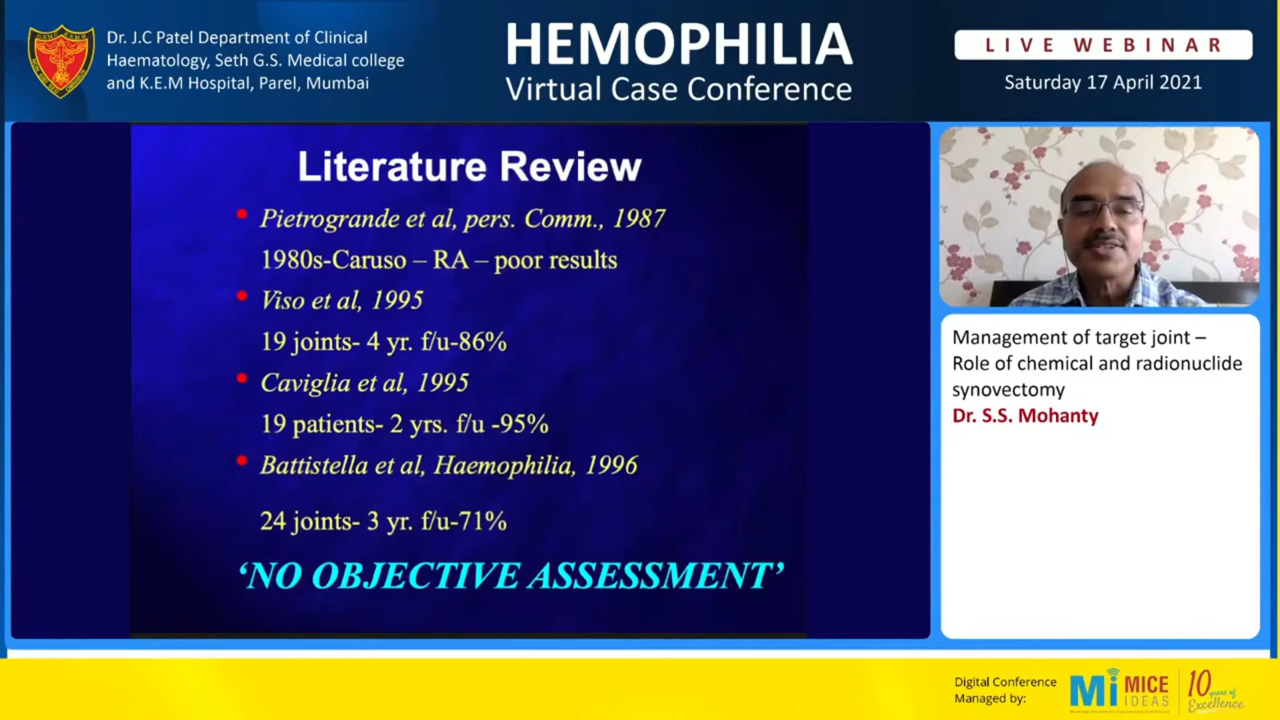 Dr. J.C Patel Department of Clinical
Haematology, Seth G.S. Medical college
and K.E.M Hospital, Parel, Mumbai
HEMOPHILIA
Virtual Case Conference
LIVE WEBINAR
Saturday 17 April 2021
Literature Review
• Pietrogrande et al, pers. Comm., 1987
1980s-Caruso – RA – poor results
• Viso et al, 1995
19 joints- 4 yr. f/u-86%
• Caviglia et al, 1995
19 patients- 2 yrs. f/u -95%
• Battistella et al, Haemophilia, 1996
24 joints- 3 yr. f/u-71%
‘NO OBJECTIVE ASSESSMENT’
Management of target joint –
Role of chemical and radionuclide
synovectomy
Dr. S.S. Mohanty
Digital Conference
Managed by:
Mi MICE
IDEAS
10 years of
Excellence